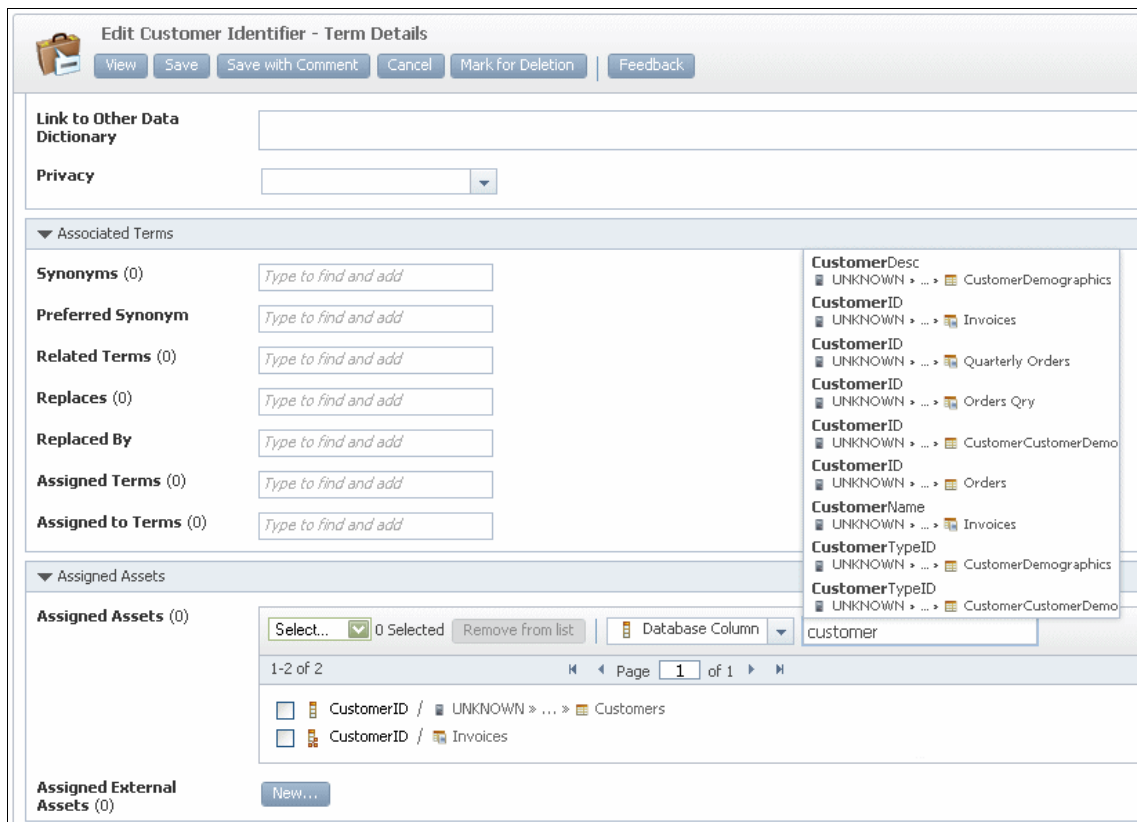 Edit Customer Identifier - Term Details
View Save Save with Comment Cancel Mark for Deletion Feedback
Link to Other Data
Dictionary
Privacy
Associated Terms
Synonyms (0) Type to find and add
Preferred Synonym Type to find and add
Related Terms (0) Type to find and add
Replaces (0) Type to find and add
Replaced By Type to find and add
Assigned Terms (0) Type to find and add
Assigned to Terms (0) Type to find and add
CustomerDesc
UNKNOWN » ... » CustomerDemographics
CustomerID
UNKNOWN » ... » Invoices
CustomerID
UNKNOWN » ... » Quarterly Orders
CustomerID
UNKNOWN » ... » Orders Qry
CustomerID
UNKNOWN » ... » CustomerCustomerDemo
CustomerID
UNKNOWN » ... » Orders
CustomerName
UNKNOWN » ... » Invoices
CustomerTypeID
UNKNOWN » ... » CustomerDemographics
CustomerTypeID
UNKNOWN » ... » CustomerCustomerDemo
Assigned Assets
Assigned Assets (0) Select... 0 Selected Remove from list Database Column customer
1-2 of 2 Page 1 of 1
CustomerID / UNKNOWN » ... » Customers
CustomerID / Invoices
Assigned External
Assets (0)
New...